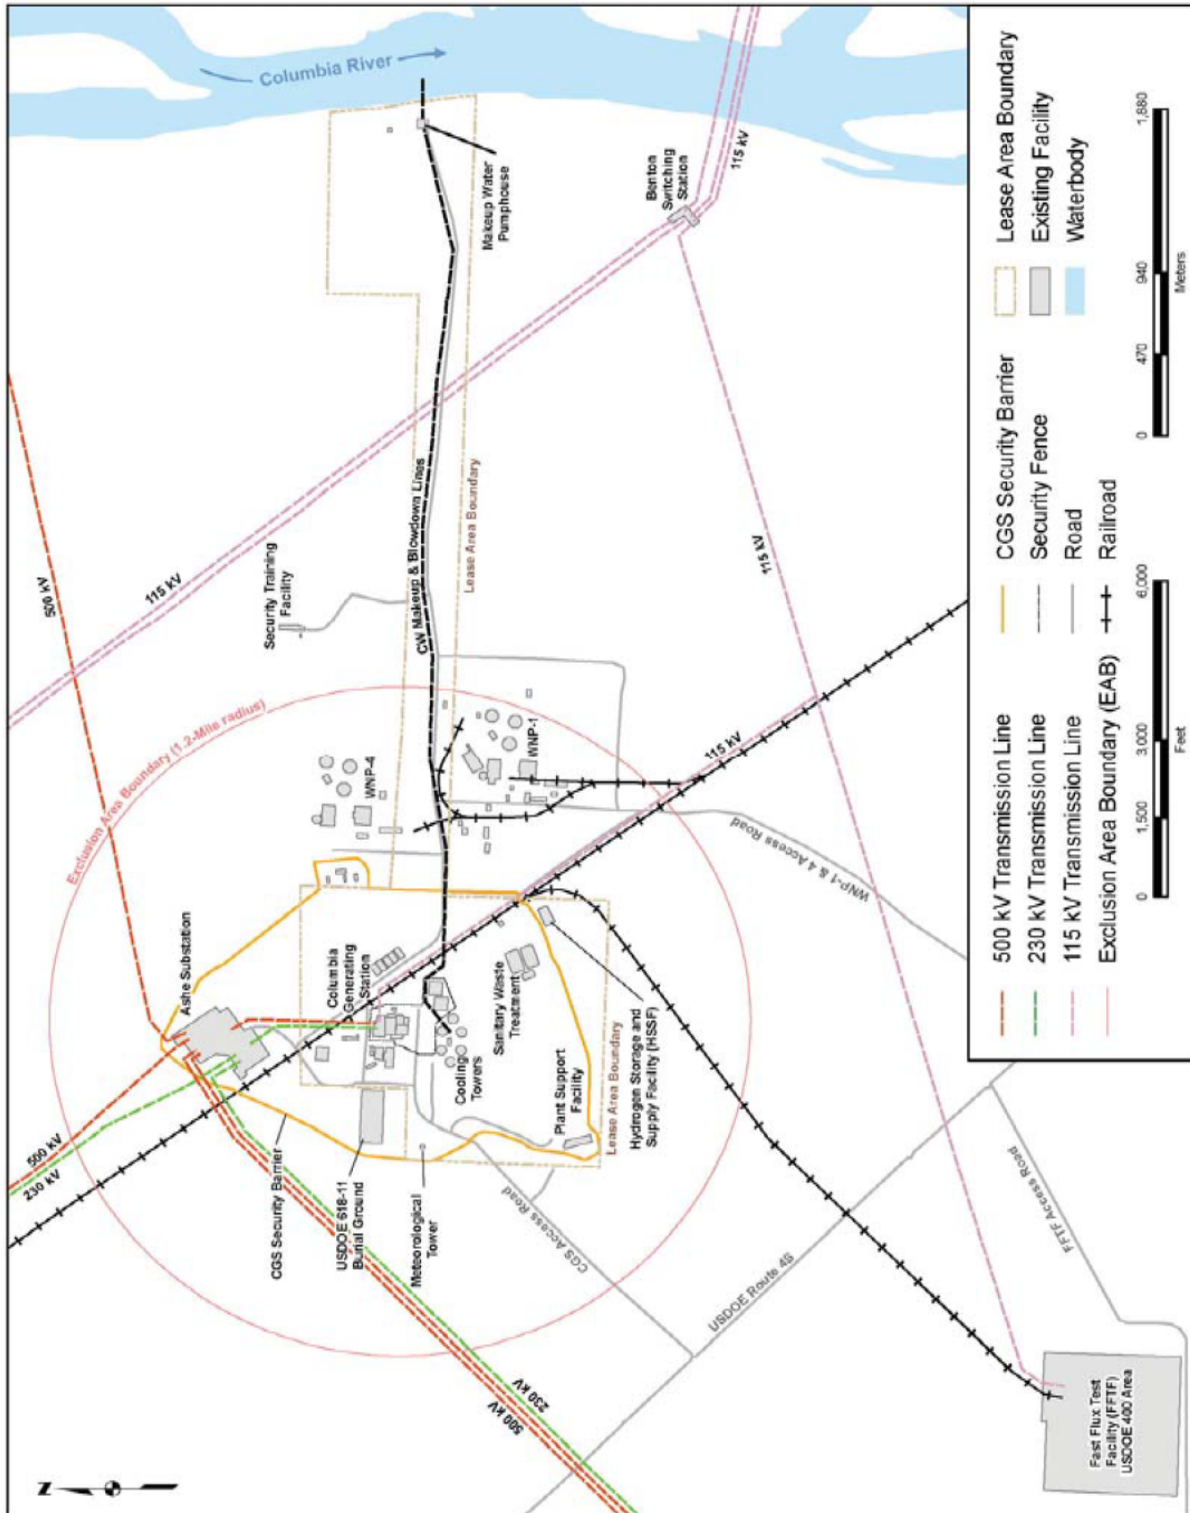 Columbia River
Makeup Water
Pumphouse
Benton
Switching
Station
115 kV
500 kV
115 kV
Security Training
Facility
CW Makeup & Blowdown Lines
Lease Area Boundary
115 kV
Exclusion Area Boundary (1.2-Mile radius)
WNP-4
WNP-1
115 kV
WNP-1 & 4 Access Road
Ashe Substation
Columbia
Generating
Station
Cooling
Towers
Sanitary Waste
Treatment
Hydrogen Storage and
Supply Facility (HSSF)
Plant Support
Facility
Lease Area Boundary
500 kV
230 kV
CGS Security Barrier
USDOE 618-11
Burial Ground
Meteorological
Tower
CGS Access Road
USDOE Route 4S
FFTF Access Road
230 kV
500 kV
Fast Flux Test
Facility (FFTF)
USDOE 400 Area
N
500 kV Transmission Line
230 kV Transmission Line
115 kV Transmission Line
Exclusion Area Boundary (EAB)
CGS Security Barrier
Security Fence
Road
Railroad
Lease Area Boundary
Existing Facility
Waterbody
0 1,500 3,000 6,000
Feet
0 470 940 1,880
Meters